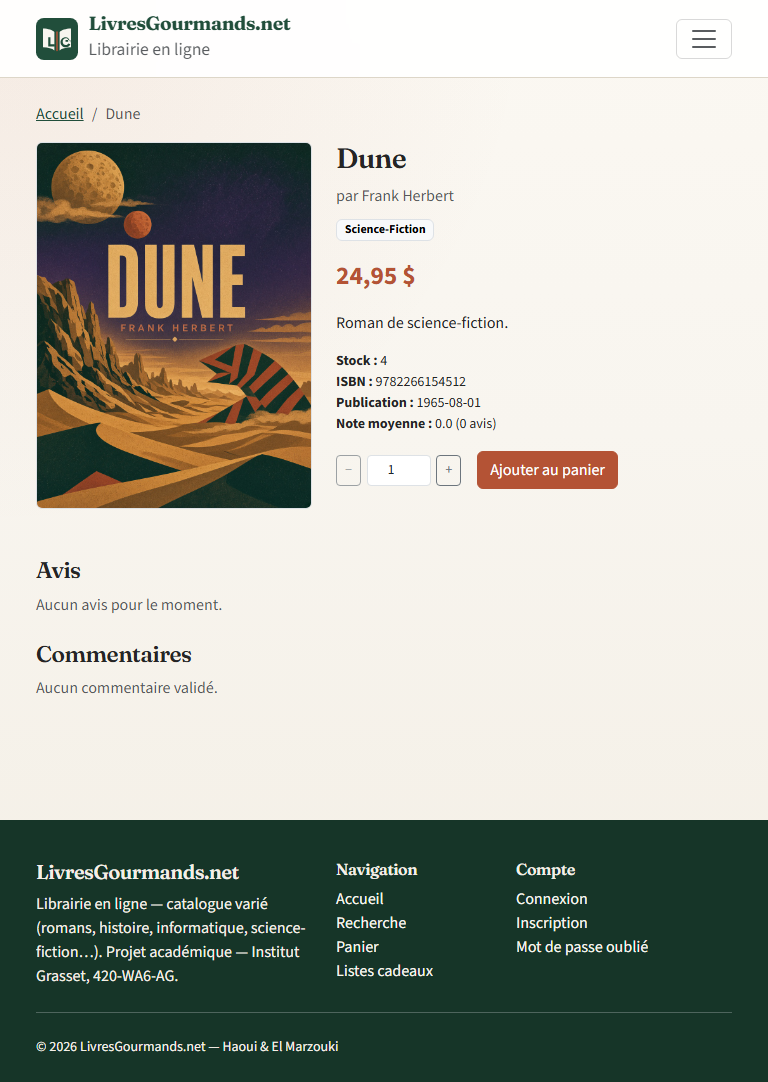 LivresGourmands.net
Librairie en ligne
Accueil / Dune
DUNE
FRANK HERBERT
Dune
par Frank Herbert
Science-Fiction
24,95 $
Roman de science-fiction.
Stock : 4
ISBN : 9782266154512
Publication : 1965-08-01
Note moyenne : 0.0 (0 avis)
− 1 + Ajouter au panier
Avis
Aucun avis pour le moment.
Commentaires
Aucun commentaire validé.
LivresGourmands.net
Librairie en ligne — catalogue varié
(romans, histoire, informatique, science-
fiction…). Projet académique — Institut
Grasset, 420-WA6-AG.
Navigation
Accueil
Recherche
Panier
Listes cadeaux
Compte
Connexion
Inscription
Mot de passe oublié
© 2026 LivresGourmands.net — Haoui & El Marzouki